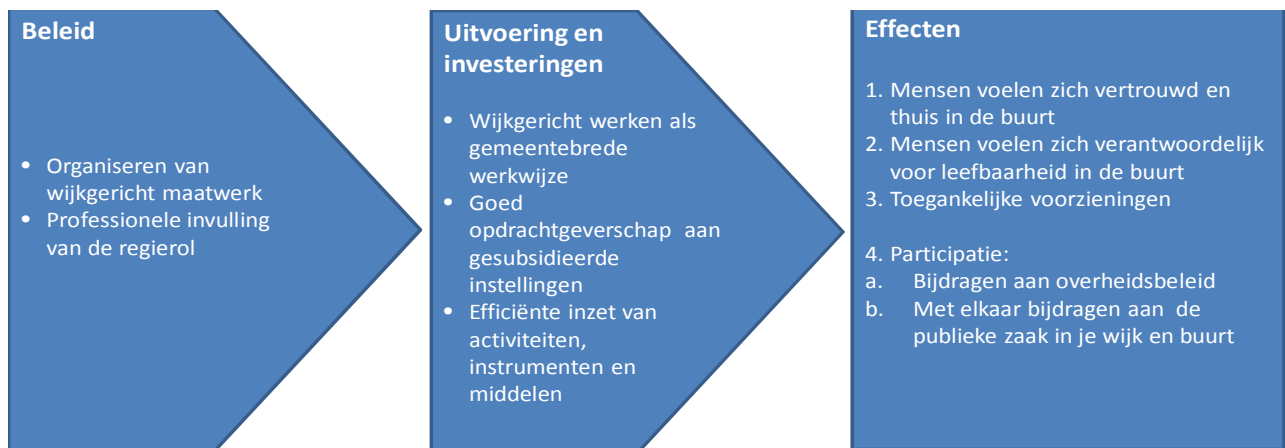 Beleid
• Organiseren van
wijkgericht maatwerk
• Professionele invulling
van de regierol
Uitvoering en
investeringen
• Wijkgericht werken als
gemeentebrede
werkwijze
• Goed
opdrachtgeverschap aan
gesubsidieerde
instellingen
• Efficiënte inzet van
activiteiten,
instrumenten en
middelen
Effecten
1. Mensen voelen zich vertrouwd en
thuis in de buurt
2. Mensen voelen zich verantwoordelijk
voor leefbaarheid in de buurt
3. Toegankelijke voorzieningen
4. Participatie:
a. Bijdragen aan overheidsbeleid
b. Met elkaar bijdragen aan de
publieke zaak in je wijk en buurt